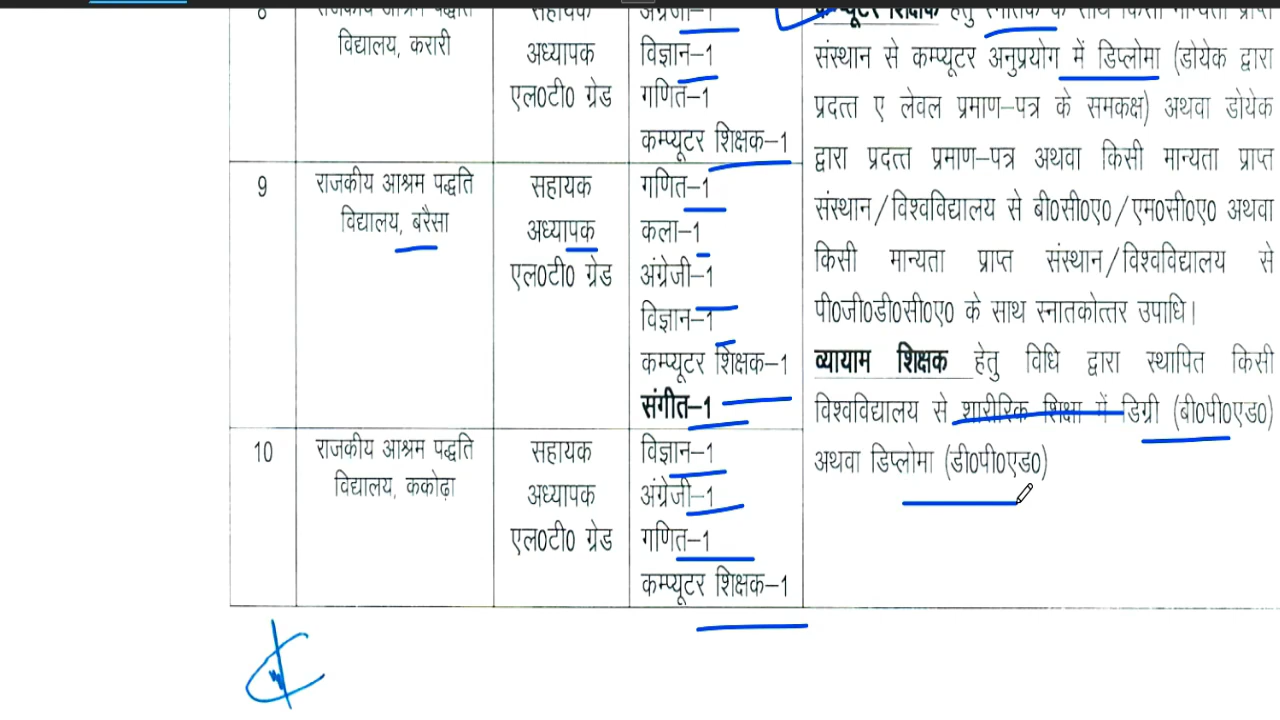 8
राजकीय आश्रम पद्धति
विद्यालय, करारी
सहायक
अध्यापक
एल0टी0 ग्रेड
अंग्रेजी-1
विज्ञान-1
गणित-1
कम्प्यूटर शिक्षक-1
9
राजकीय आश्रम पद्धति
विद्यालय, बरैसा
सहायक
अध्यापक
एल0टी0 ग्रेड
गणित-1
कला-1
अंग्रेजी-1
विज्ञान-1
कम्प्यूटर शिक्षक-1
संगीत-1
10
राजकीय आश्रम पद्धति
विद्यालय, ककोढ़ा
सहायक
अध्यापक
एल0टी0 ग्रेड
विज्ञान-1
अंग्रेजी-1
गणित-1
कम्प्यूटर शिक्षक-1
कम्प्यूटर शिक्षक हेतु स्नातक के साथ किसी मान्यता प्राप्त
संस्थान से कम्प्यूटर अनुप्रयोग में डिप्लोमा (डोयेक द्वारा
प्रदत्त ए लेवल प्रमाण-पत्र के समकक्ष) अथवा डोयेक
द्वारा प्रदत्त प्रमाण-पत्र अथवा किसी मान्यता प्राप्त
संस्थान/विश्वविद्यालय से बी0सी0ए0/एम0सी0ए0 अथवा
किसी मान्यता प्राप्त संस्थान/विश्वविद्यालय से
पी0जी0डी0सी0ए0 के साथ स्नातकोत्तर उपाधि।
व्यायाम शिक्षक हेतु विधि द्वारा स्थापित किसी
विश्वविद्यालय से शारीरिक शिक्षा में डिग्री (बी0पी0एड0)
अथवा डिप्लोमा (डी0पी0एड0)